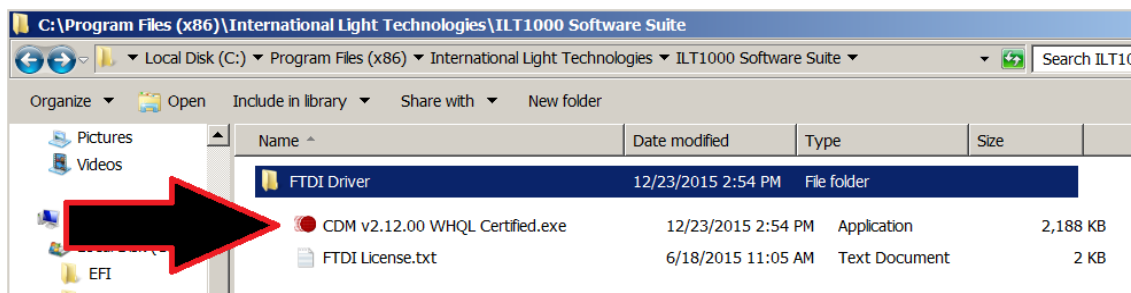 C:\Program Files (x86)\International Light Technologies\ILT1000 Software Suite
Local Disk (C:) Program Files (x86) International Light Technologies ILT1000 Software Suite Search ILT10
Organize Open Include in library Share with New folder
Pictures
Videos
EFI
Name Date modified Type Size
FTDI Driver 12/23/2015 2:54 PM File folder
CDM v2.12.00 WHQL Certified.exe 12/23/2015 2:54 PM Application 2,188 KB
FTDI License.txt 6/18/2015 11:05 AM Text Document 2 KB